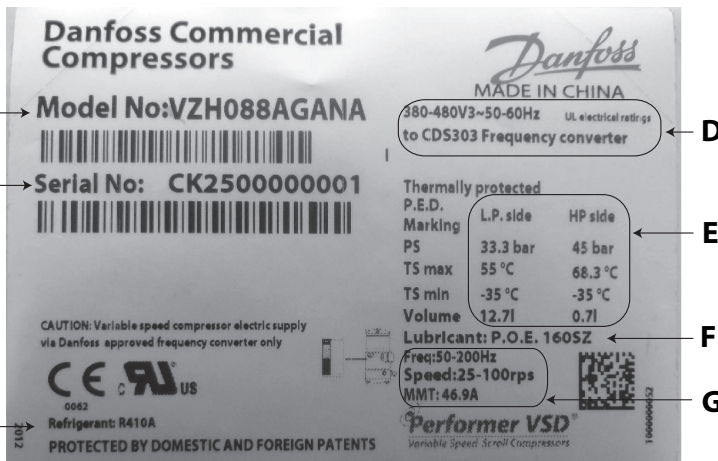 Danfoss Commercial
Compressors
Model No:VZH088AGANA
Serial No: CK2500000001
CAUTION: Variable speed compressor electric supply
via Danfoss approved frequency converter only
CE cRUus
0062
Refrigerant: R410A
2012
PROTECTED BY DOMESTIC AND FOREIGN PATENTS
Danfoss
MADE IN CHINA
380-480V3~50-60Hz UL electrical ratings
to CDS303 Frequency converter
D
Thermally protected
P.E.D.
Marking L.P. side HP side
E
PS 33.3 bar 45 bar
TS max 55 °C 68.3 °C
TS min -35 °C -35 °C
Volume 12.7l 0.7l
Lubricant: P.O.E. 160SZ
F
Freq:50-200Hz
Speed:25-100rps
MMT: 46.9A
G
Performer VSD®
Variable Speed Scroll Compressors
1000000052